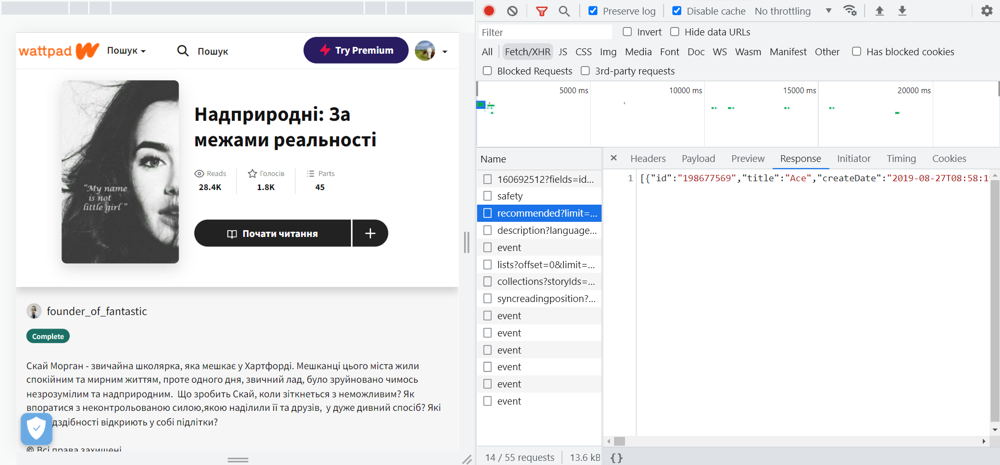 wattpad
Пошук
Пошук
Try Premium
“My name
is not
little girl”
Надприродні: За
межами реальності
Reads
28.4K
Голосів
1.8K
Parts
45
Почати читання
founder_of_fantastic
Complete
Скай Морган - звичайна школярка, яка мешкає у Хартфорді. Мешканці цього міста жили
спокійним та мирним життям, проте одного дня, звичний лад, було зруйновано чимось
незрозумілим та надприродним.  Що зробить Скай, коли зіткнеться з неможливим? Як
впоратися з неконтрольованою силою,якою наділили її та друзів,  у дуже дивний спосіб? Які
дздібності відкриють у собі підлітки?
© Всі права захищені
Preserve log
Disable cache
No throttling
Filter
Invert
Hide data URLs
All
Fetch/XHR
JS
CSS
Img
Media
Font
Doc
WS
Wasm
Manifest
Other
Has blocked cookies
Blocked Requests
3rd-party requests
5000 ms
10000 ms
15000 ms
20000 ms
Name
160692512?fields=id...
safety
recommended?limit=...
description?language...
event
lists?offset=0&limit=...
collections?storyIds=...
syncreadingposition?...
event
event
event
event
event
event
14 / 55 requests
13.6 kB
Headers
Payload
Preview
Response
Initiator
Timing
Cookies
1
[{"id":"198677569","title":"Ace","createDate":"2019-08-27T08:58:1
{}